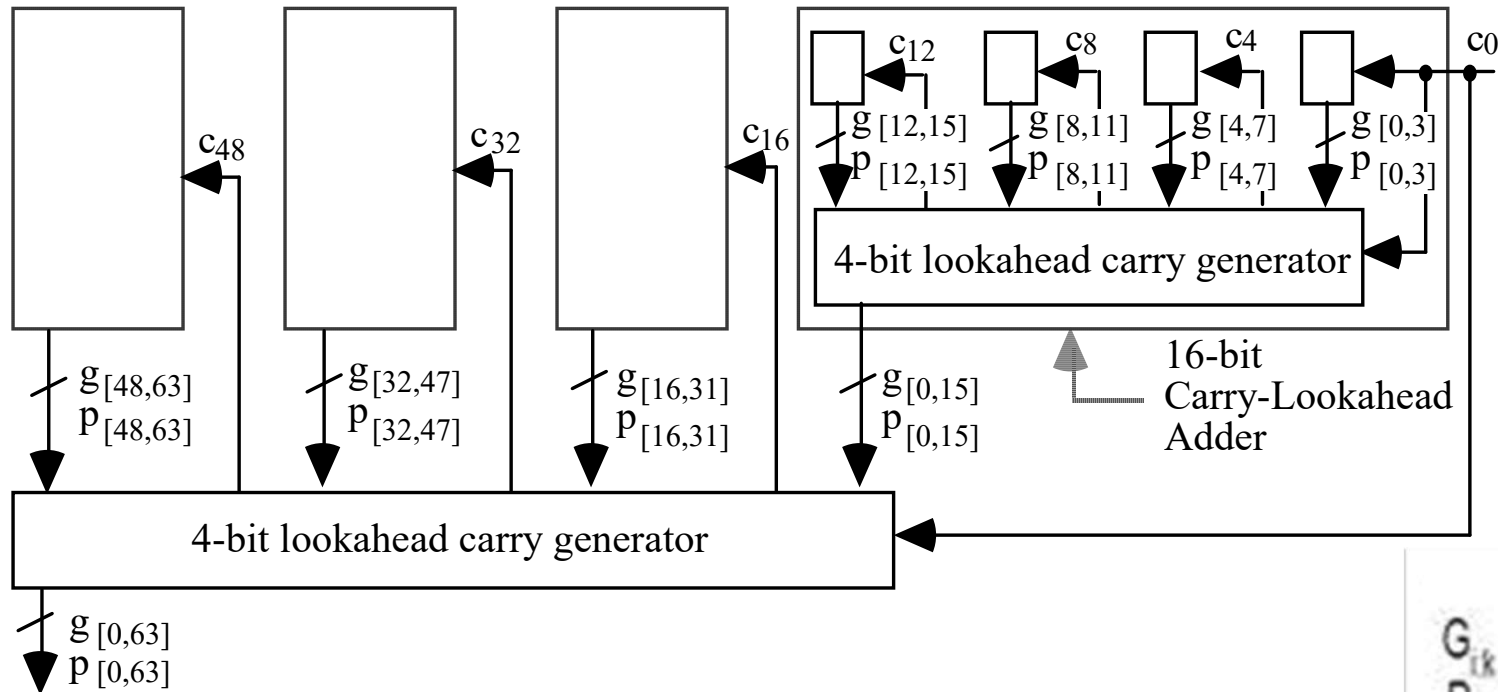 c12
c8
c4
c0
g[12,15]
p[12,15]
g[8,11]
p[8,11]
g[4,7]
p[4,7]
g[0,3]
p[0,3]
c48
c32
c16
4-bit lookahead carry generator
g[48,63]
p[48,63]
g[32,47]
p[32,47]
g[16,31]
p[16,31]
g[0,15]
p[0,15]
16-bit
Carry-Lookahead
Adder
4-bit lookahead carry generator
g[0,63]
p[0,63]
Gi,k